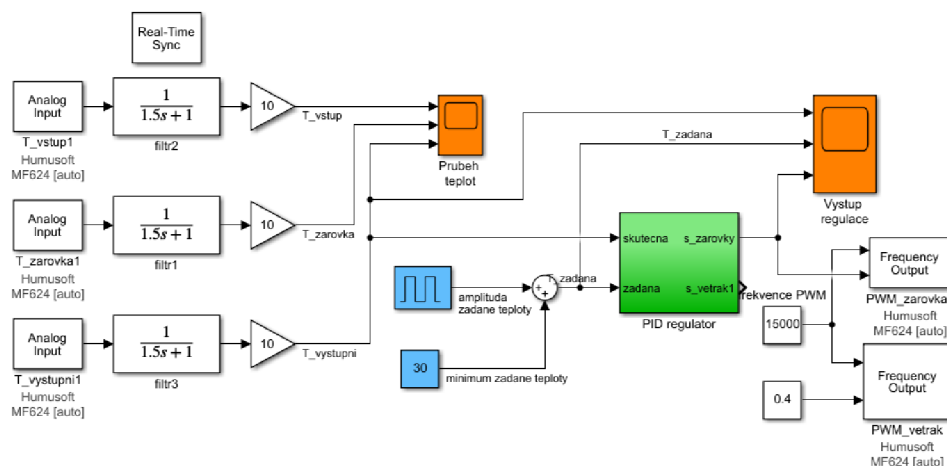 Real-Time
Sync
Analog
Input
T_vstup1
Humusoft
MF624 [auto]
1
1.5s + 1
filtr2
10
T_vstup
Prubeh
teplot
T_zadana
Vystup
regulace
Analog
Input
T_zarovka1
Humusoft
MF624 [auto]
1
1.5s + 1
filtr1
10
T_zarovka
skutecna
s_zarovky
zadana
s_vetrak1
PID regulator
T_zadana
amplituda
zadane teploty
30
minimum zadane teploty
Analog
Input
T_vystupni1
Humusoft
MF624 [auto]
1
1.5s + 1
filtr3
10
T_vystupni
frekvence PWM
15000
0.4
Frequency
Output
PWM_zarovka
Humusoft
MF624 [auto]
Frequency
Output
PWM_vetrak
Humusoft
MF624 [auto]